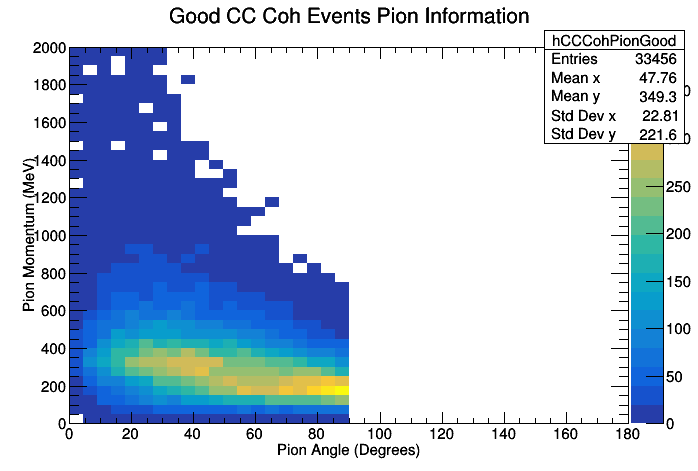 Good CC Coh Events Pion Information
hCCCohPionGood
Entries 33456
Mean x 47.76
Mean y 349.3
Std Dev x 22.81
Std Dev y 221.6
Pion Momentum (MeV)
2000
1800
1600
1400
1200
1000
800
600
400
200
0
0 20 40 60 80 100 120 140 160 180
Pion Angle (Degrees)
250
200
150
100
50
0